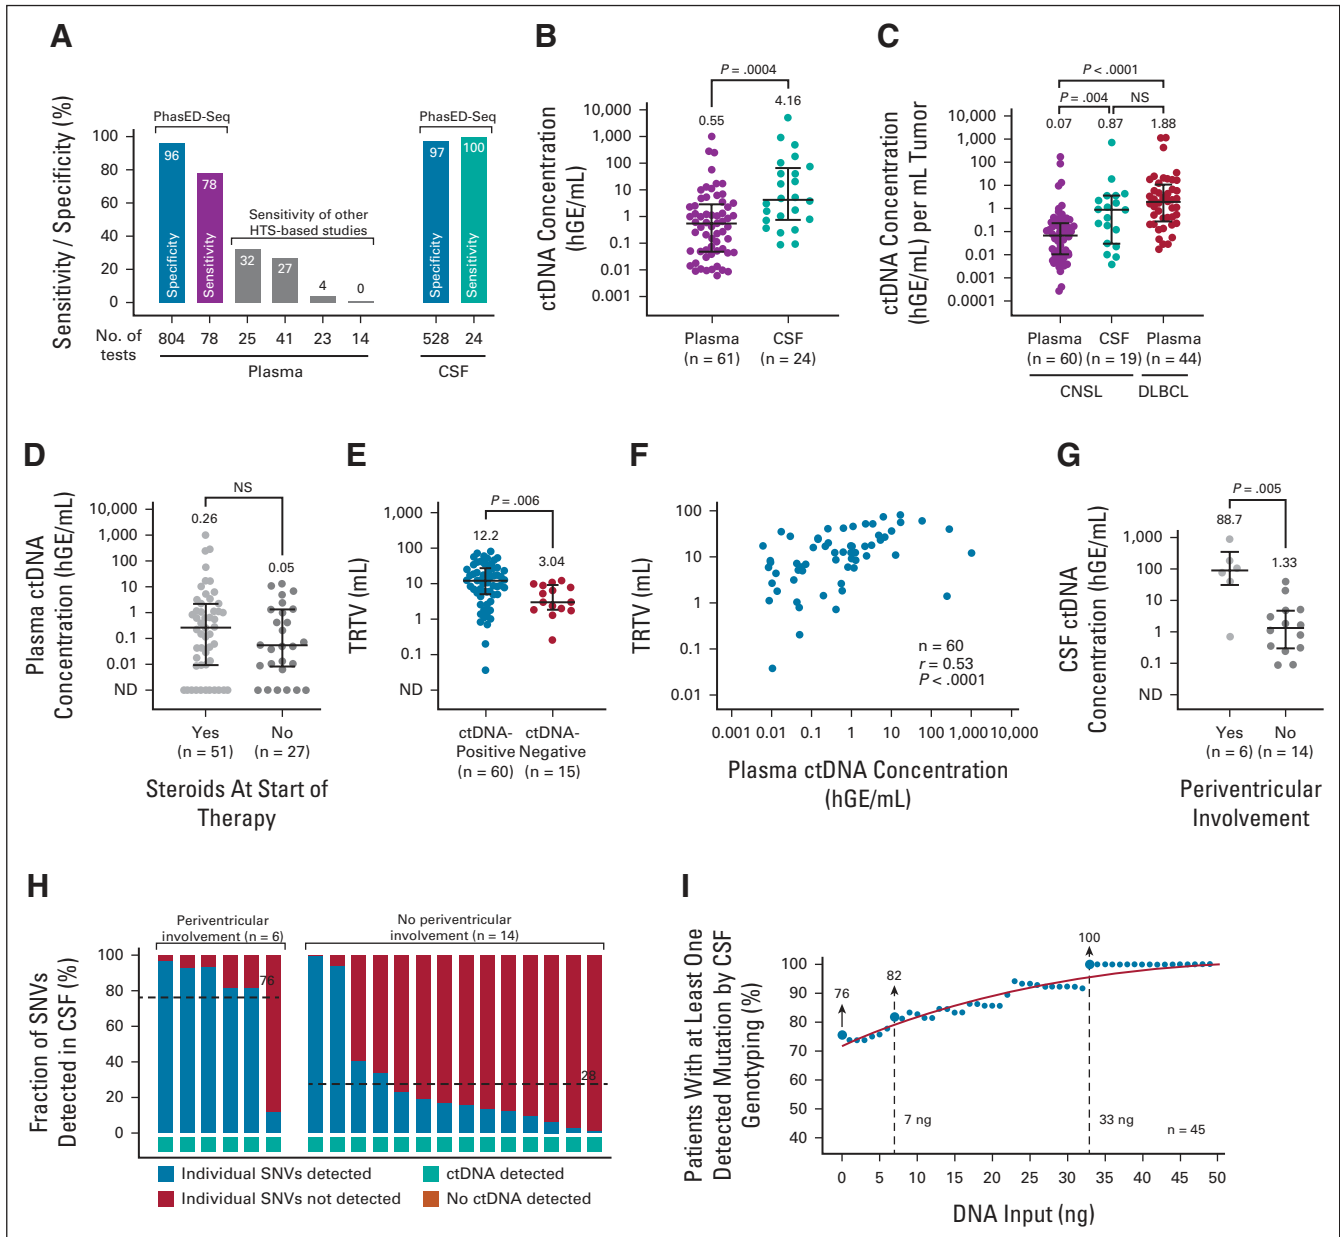 A
Sensitivity / Specificity (%)
PhasED-Seq
PhasED-Seq
100
80
60
40
20
0
96
Specificity
78
Sensitivity
Sensitivity of other
HTS-based studies
32
27
4
0
97
Specificity
100
Sensitivity
No. of
tests
804
78
25
41
23
14
528
24
Plasma
CSF
B
ctDNA Concentration
(hGE/mL)
P = .0004
0.55
4.16
10,000
1,000
100
10
1
0.1
0.01
0.001
Plasma
(n = 61)
CSF
(n = 24)
C
ctDNA Concentration
(hGE/mL) per mL Tumor
P < .0001
P = .004
NS
0.07
0.87
1.88
10,000
1,000
100
10
1
0.1
0.01
0.001
0.0001
Plasma
(n = 60)
CSF
(n = 19)
Plasma
(n = 44)
CNSL
DLBCL
D
Plasma ctDNA
Concentration (hGE/mL)
NS
0.26
0.05
10,000
1,000
100
10
1
0.1
0.01
ND
Yes
(n = 51)
No
(n = 27)
Steroids At Start of
Therapy
E
TRTV (mL)
P = .006
12.2
3.04
1,000
100
10
1
0.1
ND
ctDNA-
Positive
(n = 60)
ctDNA-
Negative
(n = 15)
F
TRTV (mL)
100
10
1
0.1
0.01
n = 60
r = 0.53
P < .0001
0.001 0.01 0.1 1 10 100 1,000 10,000
Plasma ctDNA Concentration
(hGE/mL)
G
CSF ctDNA
Concentration (hGE/mL)
P = .005
88.7
1.33
1,000
100
10
1
0.1
ND
Yes
(n = 6)
No
(n = 14)
Periventricular
Involvement
H
Fraction of SNVs
Detected in CSF (%)
Periventricular
involvement (n = 6)
No periventricular
involvement (n = 14)
100
80
60
40
20
0
76
28
Individual SNVs detected
Individual SNVs not detected
ctDNA detected
No ctDNA detected
I
Patients With at Least One
Detected Mutation by CSF
Genotyping (%)
100
90
80
70
60
50
40
76
82
100
7 ng
33 ng
n = 45
0 5 10 15 20 25 30 35 40 45 50
DNA Input (ng)